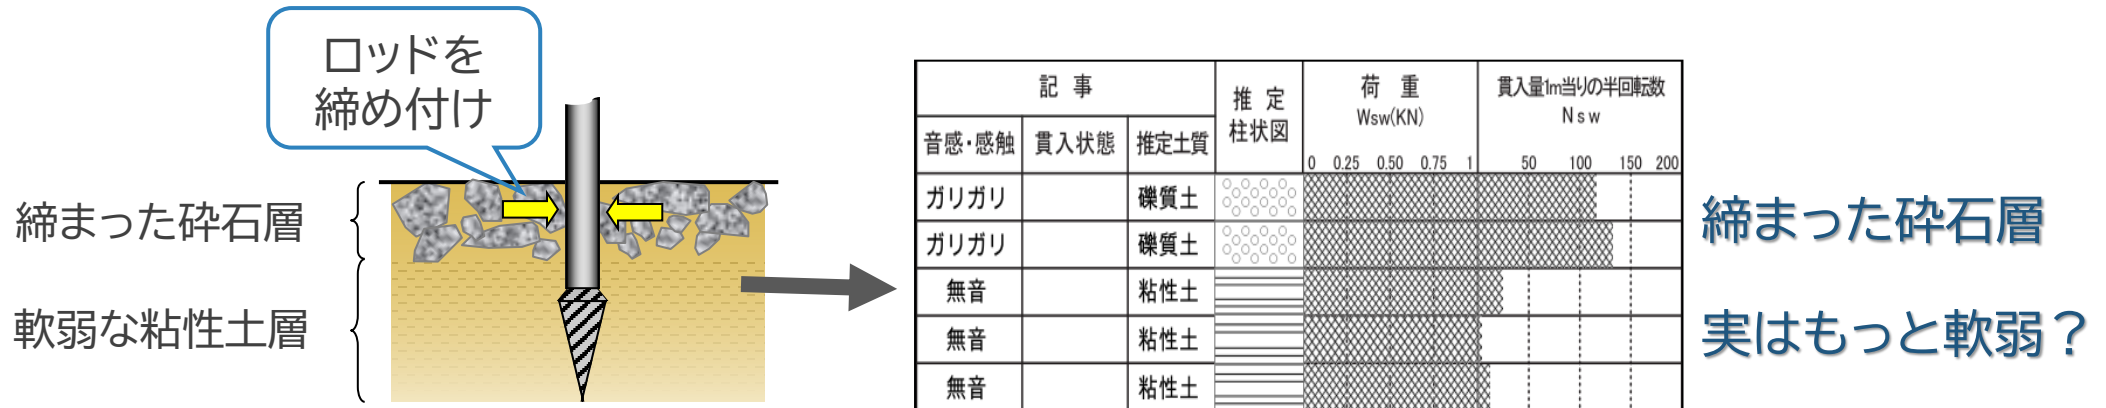 ロッドを
締め付け
締まった砕石層
軟弱な粘性土層
記 事
音感・感触 貫入状態 推定土質
推 定
柱状図
荷 重
Wsw(KN)
0 0.25 0.50 0.75 1
貫入量1m当りの半回転数
Nsw
50 100 150 200
ガリガリ 礫質土
ガリガリ 礫質土
無音 粘性土
無音 粘性土
無音 粘性土
締まった砕石層
実はもっと軟弱？